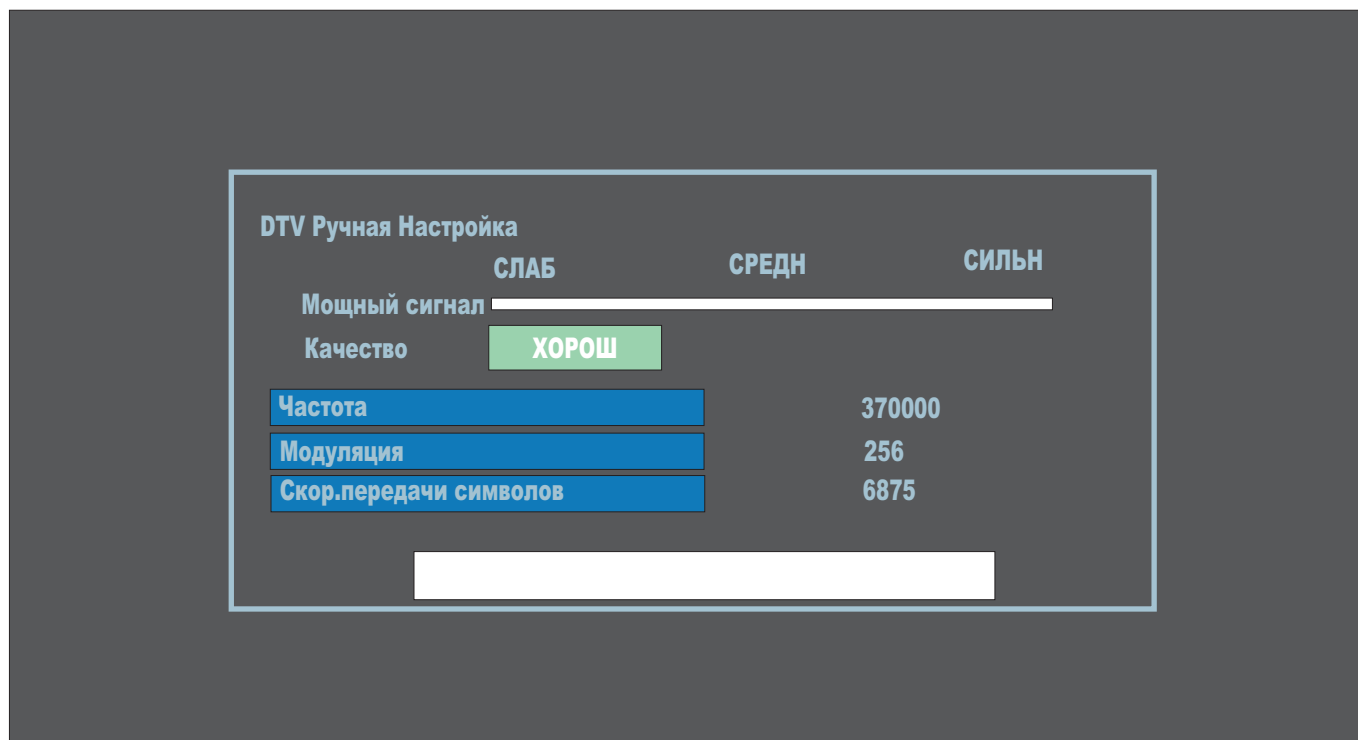 DTV Ручная Настройка
СЛАБ СРЕДН СИЛЬН
Мощный сигнал
Качество ХОРОШ
Частота 370000
Модуляция 256
Скор.передачи символов 6875